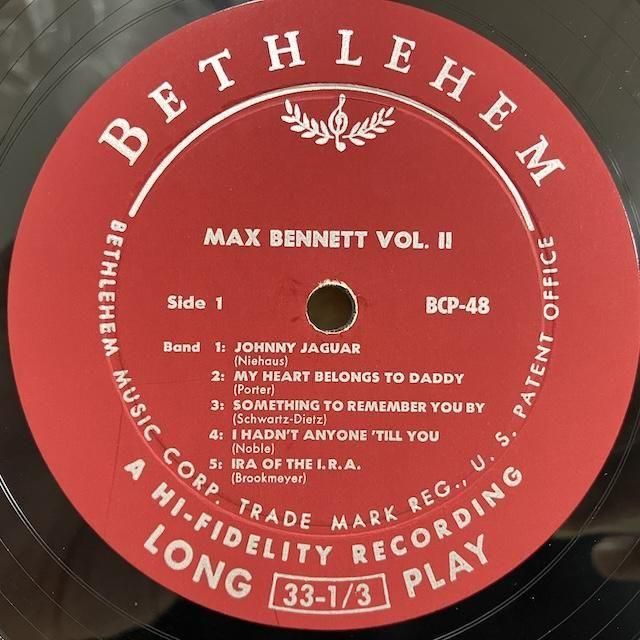 BETHLEHEM
MAX BENNETT VOL. II
Side 1
BCP-48
Band 1: JOHNNY JAGUAR
(Niehaus)
2: MY HEART BELONGS TO DADDY
(Porter)
3: SOMETHING TO REMEMBER YOU BY
(Schwartz-Dietz)
4: I HADN'T ANYONE 'TILL YOU
(Noble)
5: IRA OF THE I.R.A.
(Brookmeyer)
BETHLEHEM MUSIC CORP. TRADE MARK REG., U. S. PATENT OFFICE
A HI-FIDELITY RECORDING
LONG 33-1/3 PLAY